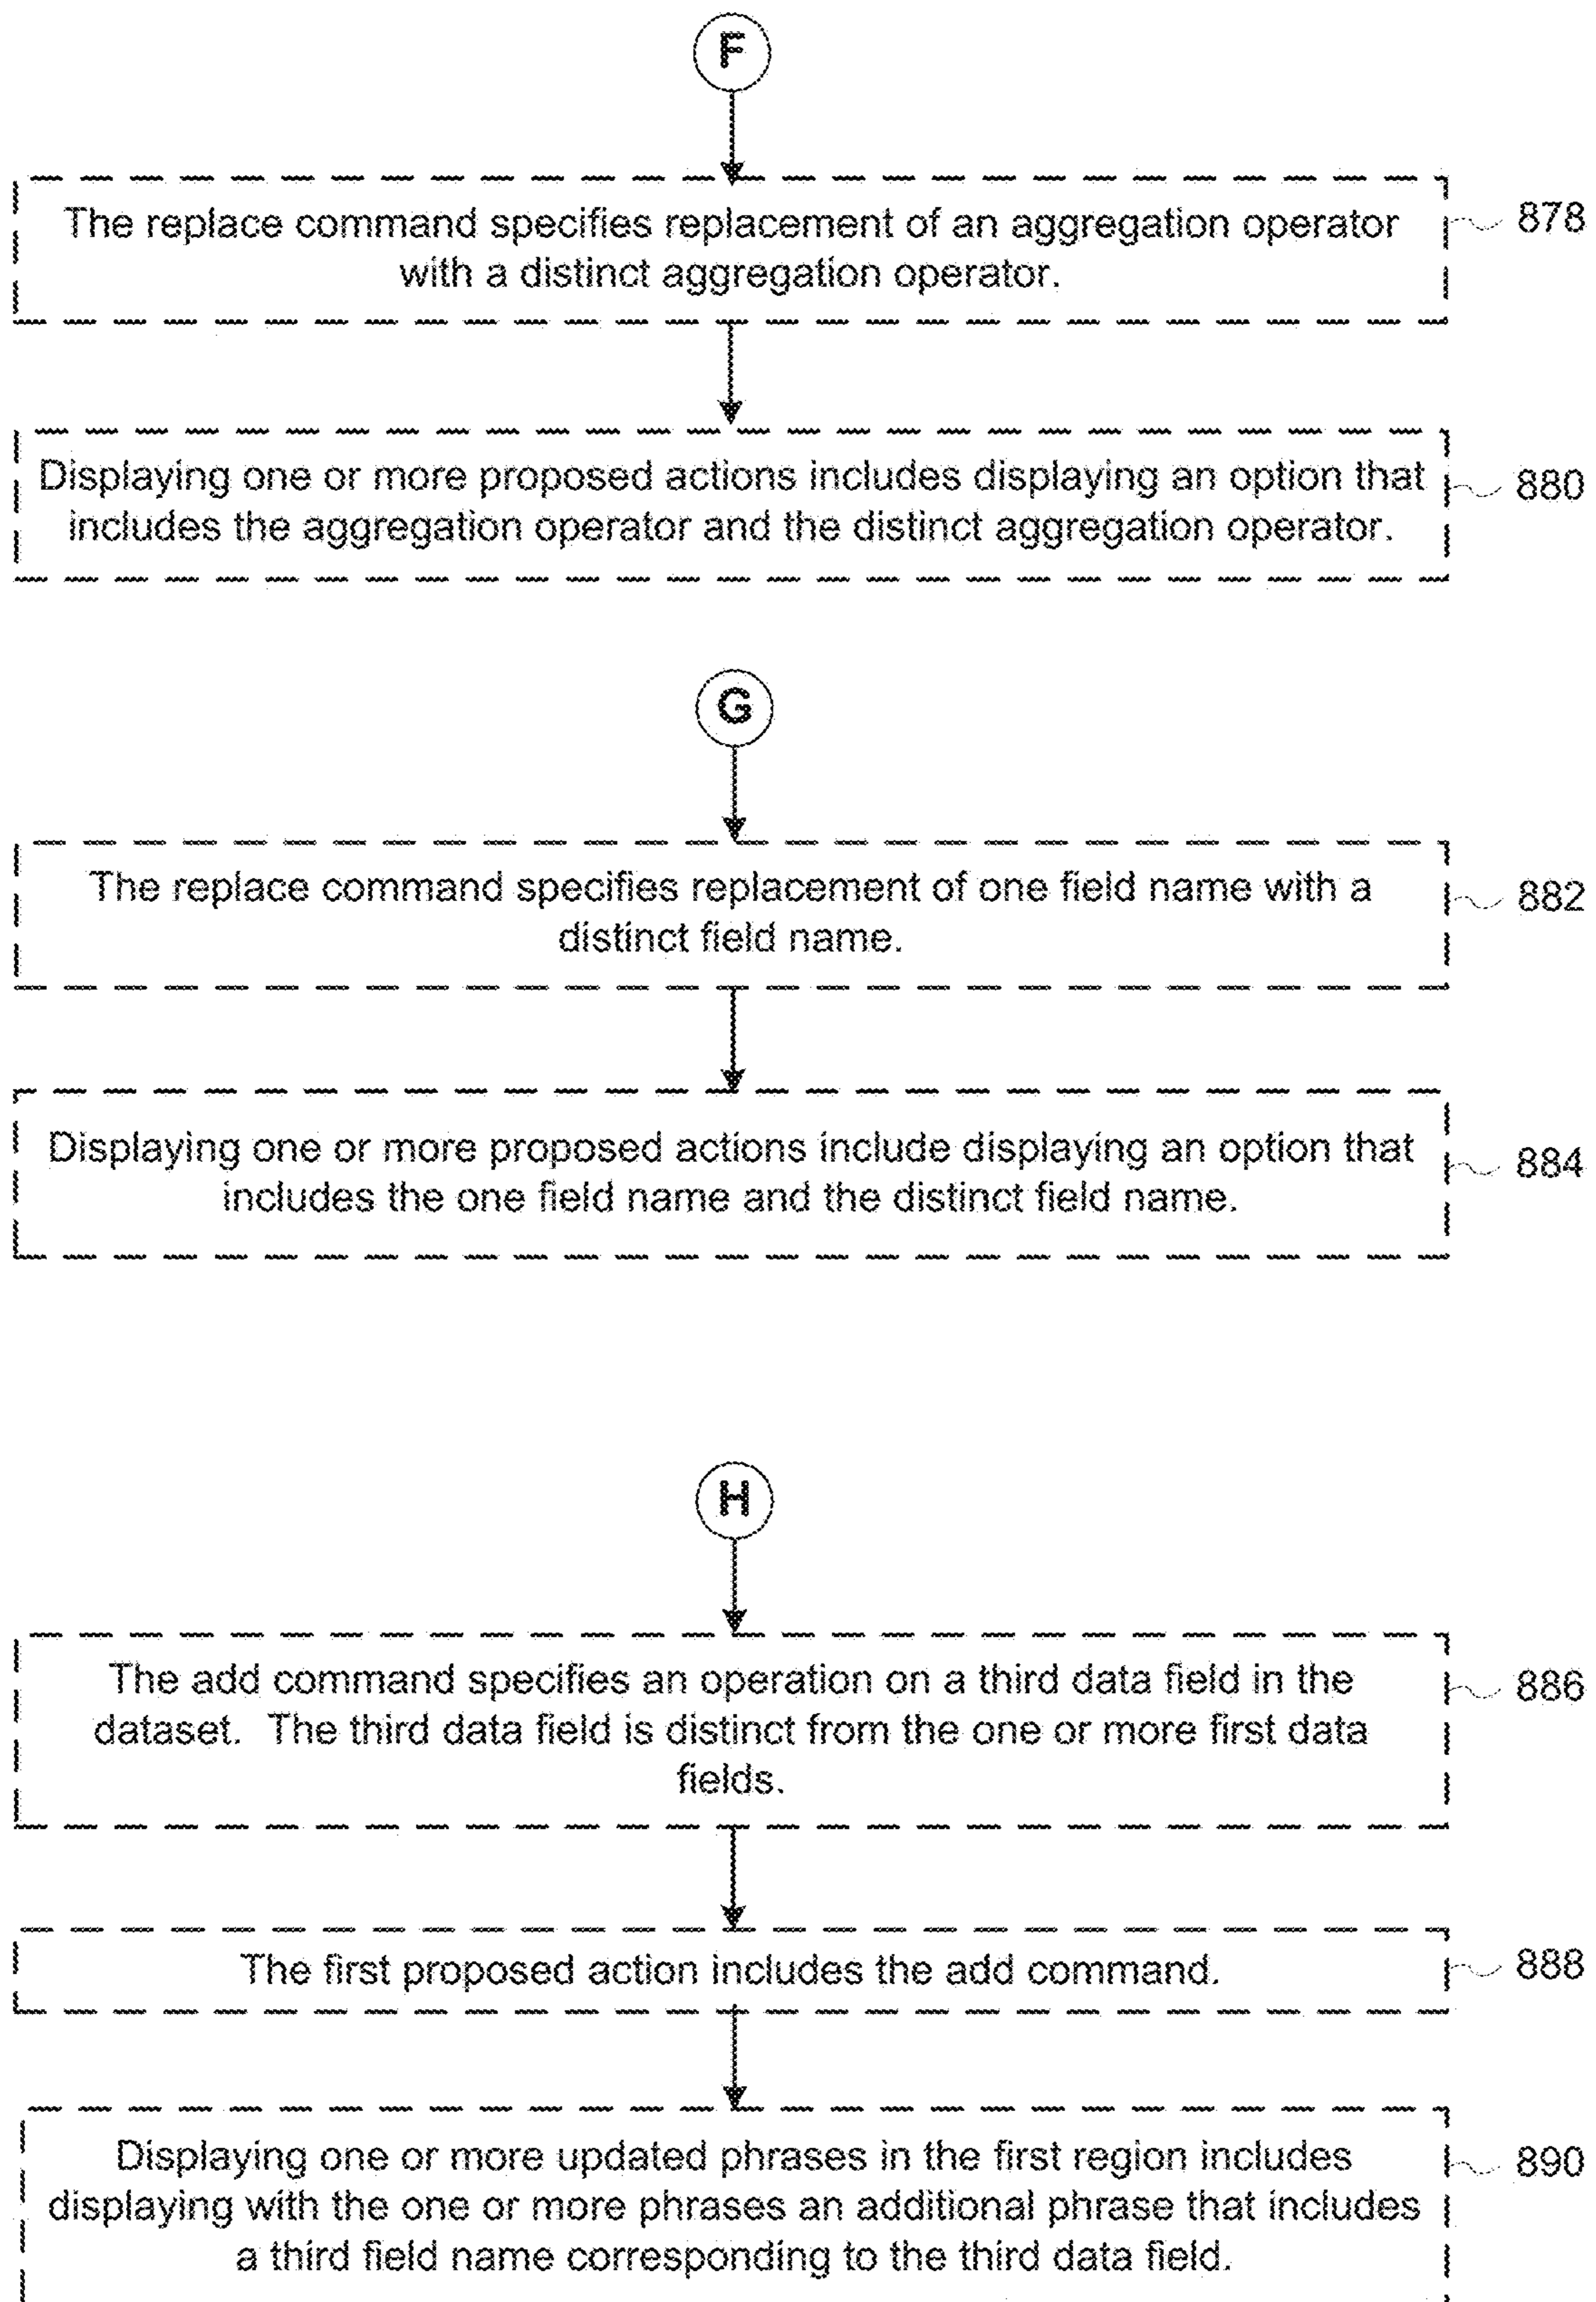 F
The replace command specifies replacement of an aggregation operator
with a distinct aggregation operator.
878
Displaying one or more proposed actions includes displaying an option that
includes the aggregation operator and the distinct aggregation operator.
880
G
The replace command specifies replacement of one field name with a
distinct field name.
882
Displaying one or more proposed actions include displaying an option that
includes the one field name and the distinct field name.
884
H
The add command specifies an operation on a third data field in the
dataset.  The third data field is distinct from the one or more first data
fields.
886
The first proposed action includes the add command.
888
Displaying one or more updated phrases in the first region includes
displaying with the one or more phrases an additional phrase that includes
a third field name corresponding to the third data field.
890